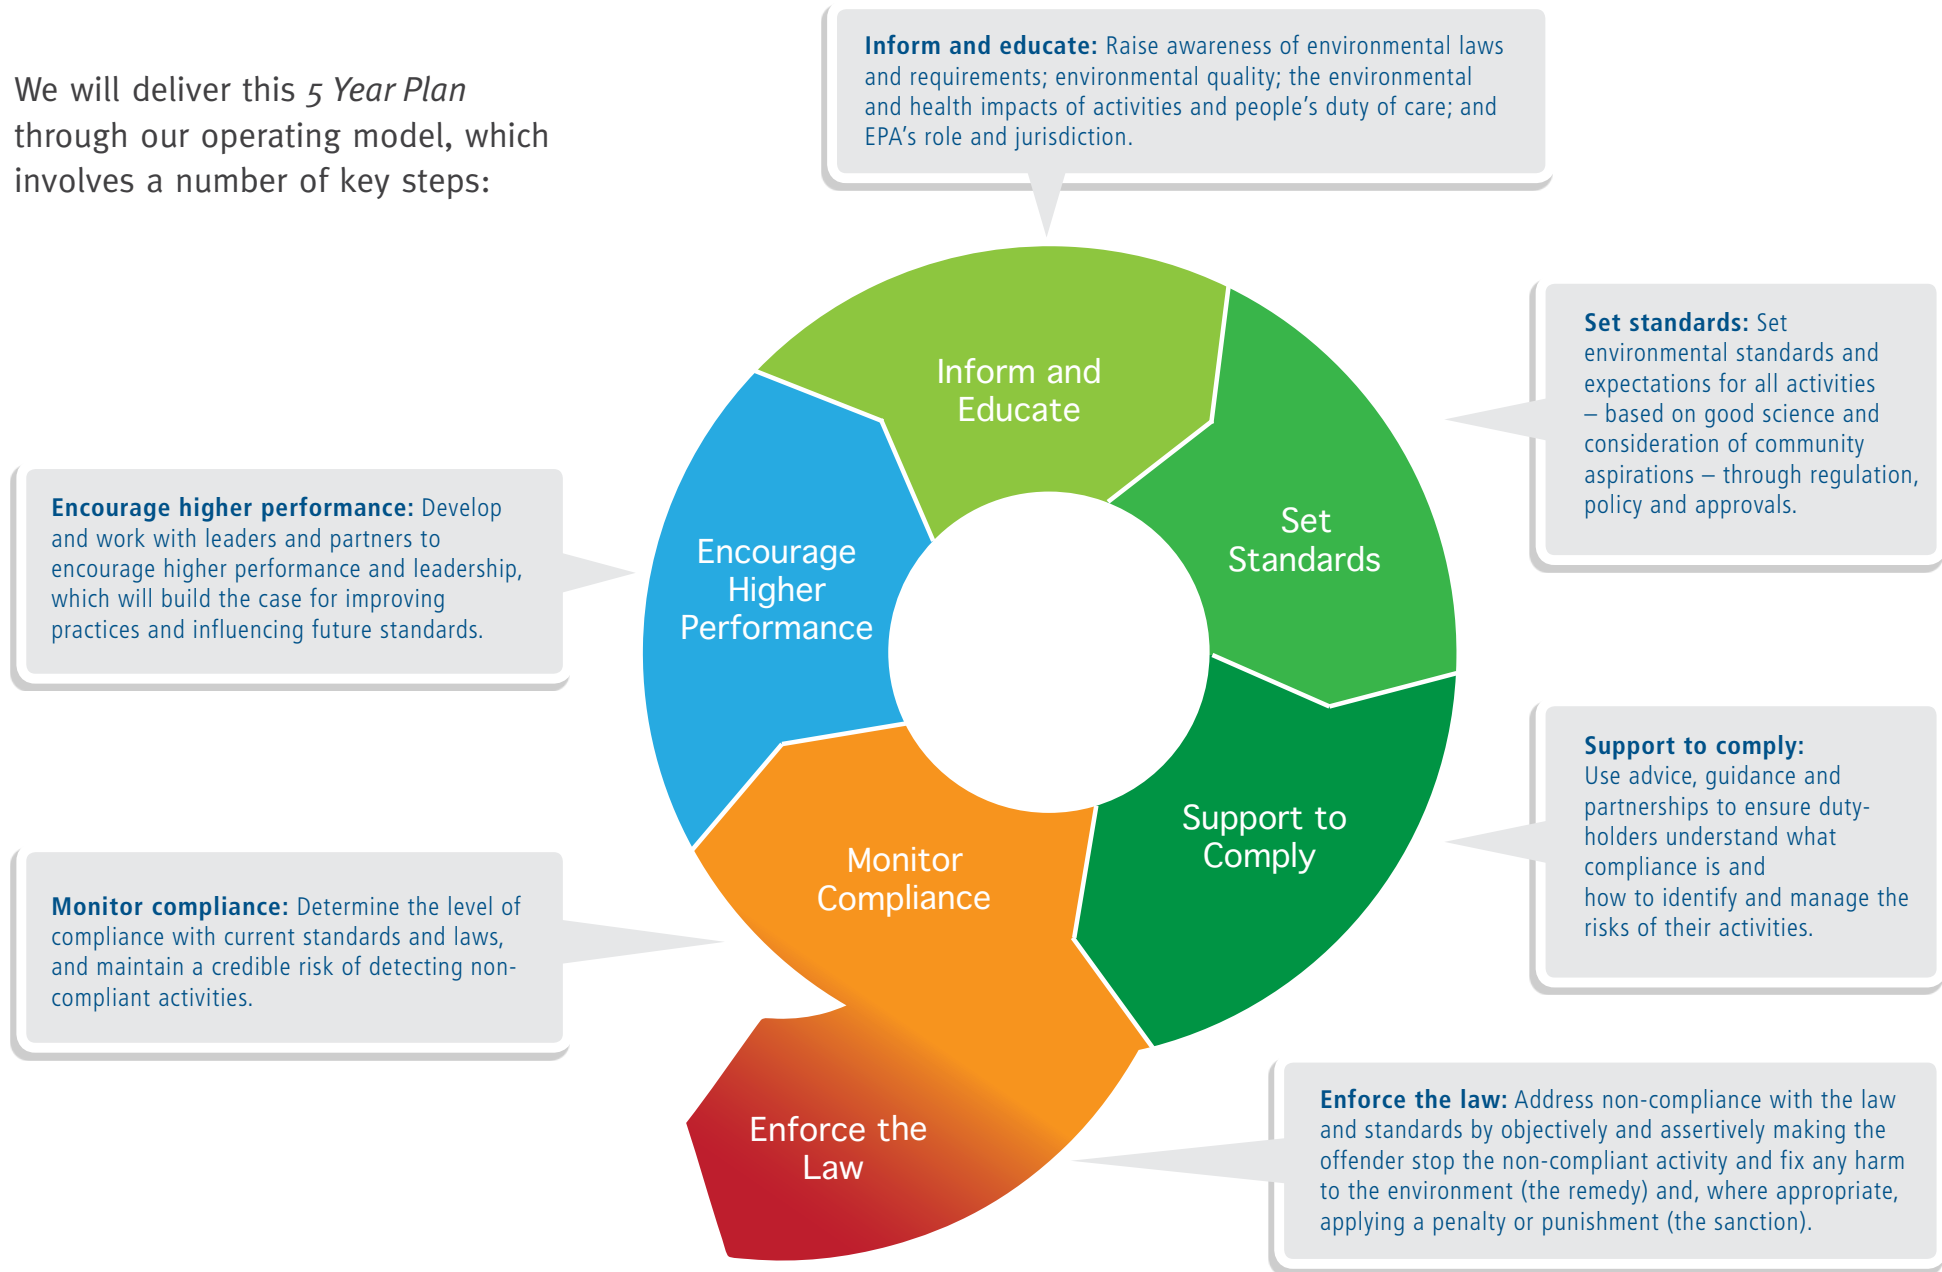 We will deliver this 5 Year Plan
through our operating model, which
involves a number of key steps:
Inform and educate: Raise awareness of environmental laws
and requirements; environmental quality; the environmental
and health impacts of activities and people’s duty of care; and
EPA’s role and jurisdiction.
Set standards: Set
environmental standards and
expectations for all activities
– based on good science and
consideration of community
aspirations – through regulation,
policy and approvals.
Support to comply:
Use advice, guidance and
partnerships to ensure duty-
holders understand what
compliance is and
how to identify and manage the
risks of their activities.
Enforce the law: Address non-compliance with the law
and standards by objectively and assertively making the
offender stop the non-compliant activity and fix any harm
to the environment (the remedy) and, where appropriate,
applying a penalty or punishment (the sanction).
Monitor compliance: Determine the level of
compliance with current standards and laws,
and maintain a credible risk of detecting non-
compliant activities.
Encourage higher performance: Develop
and work with leaders and partners to
encourage higher performance and leadership,
which will build the case for improving
practices and influencing future standards.
Inform and
Educate
Set
Standards
Support to
Comply
Monitor
Compliance
Enforce the
Law
Encourage
Higher
Performance